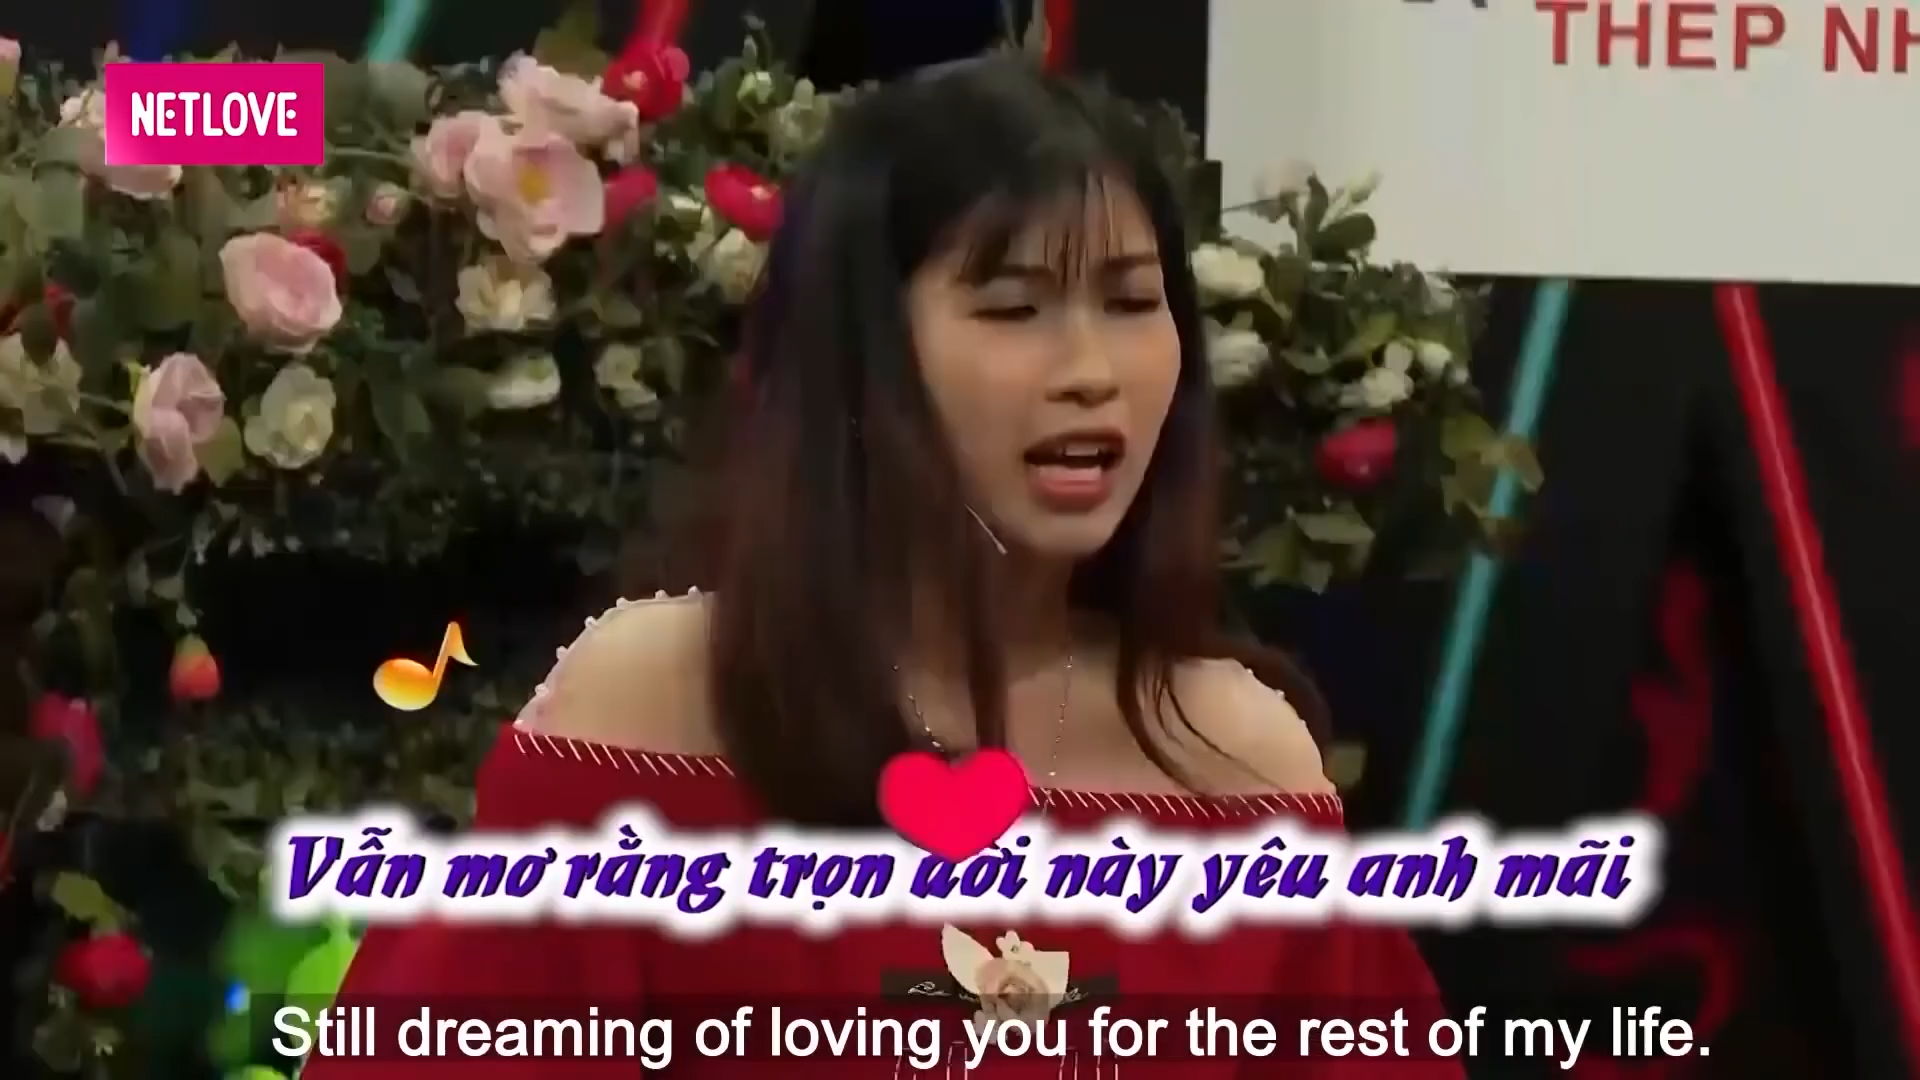 THEP NH
NETLOVE
Vẫn mơ rằng trọn đời này yêu anh mãi
Still dreaming of loving you for the rest of my life.